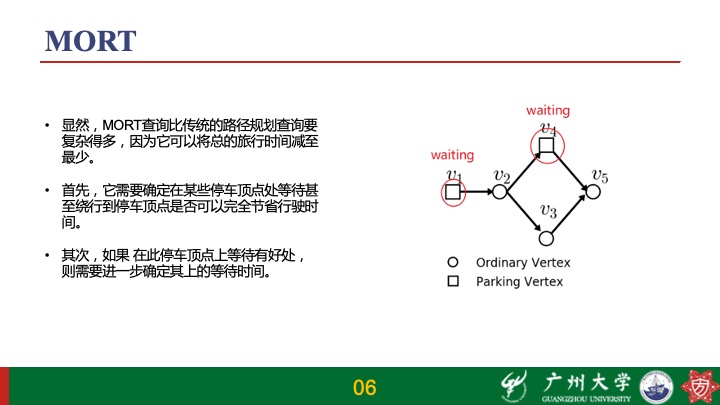 MORT
• 显然，MORT查询比传统的路径规划查询要
复杂得多，因为它可以将总的旅行时间减至
最少。
• 首先，它需要确定在某些停车顶点处等待甚
至绕行到停车顶点是否可以完全节省行驶时
间。
• 其次，如果 在此停车顶点上等待有好处，
则需要进一步确定其上的等待时间。
waiting
v4
waiting
v1
v2
v5
v3
Ordinary Vertex
Parking Vertex
06
广州大学
GUANGZHOU UNIVERSITY